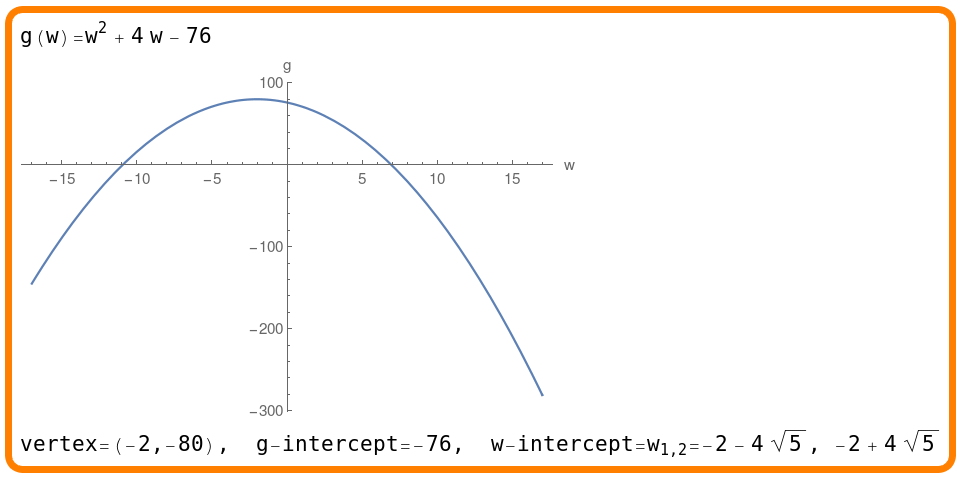 g(w)=w² + 4 w − 76
g
100
w
−15 −10 −5 5 10 15
−100
−200
−300
vertex=(−2,−80), g−intercept=−76, w−intercept=w₁,₂=−2 − 4 √5, −2 + 4 √5